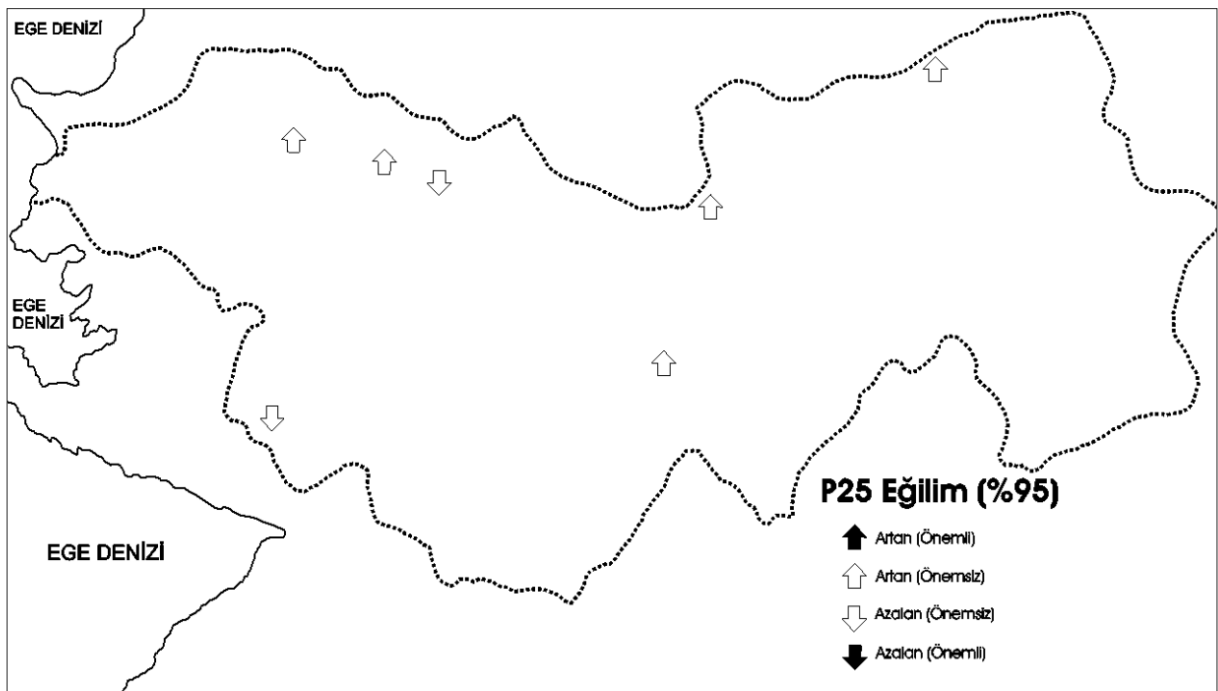 EGE DENİZİ
EGE
DENİZİ
EGE DENİZİ
P25 Eğilim (%95)
Artan (Önemli)
Artan (Önemsiz)
Azalan (Önemsiz)
Azalan (Önemli)